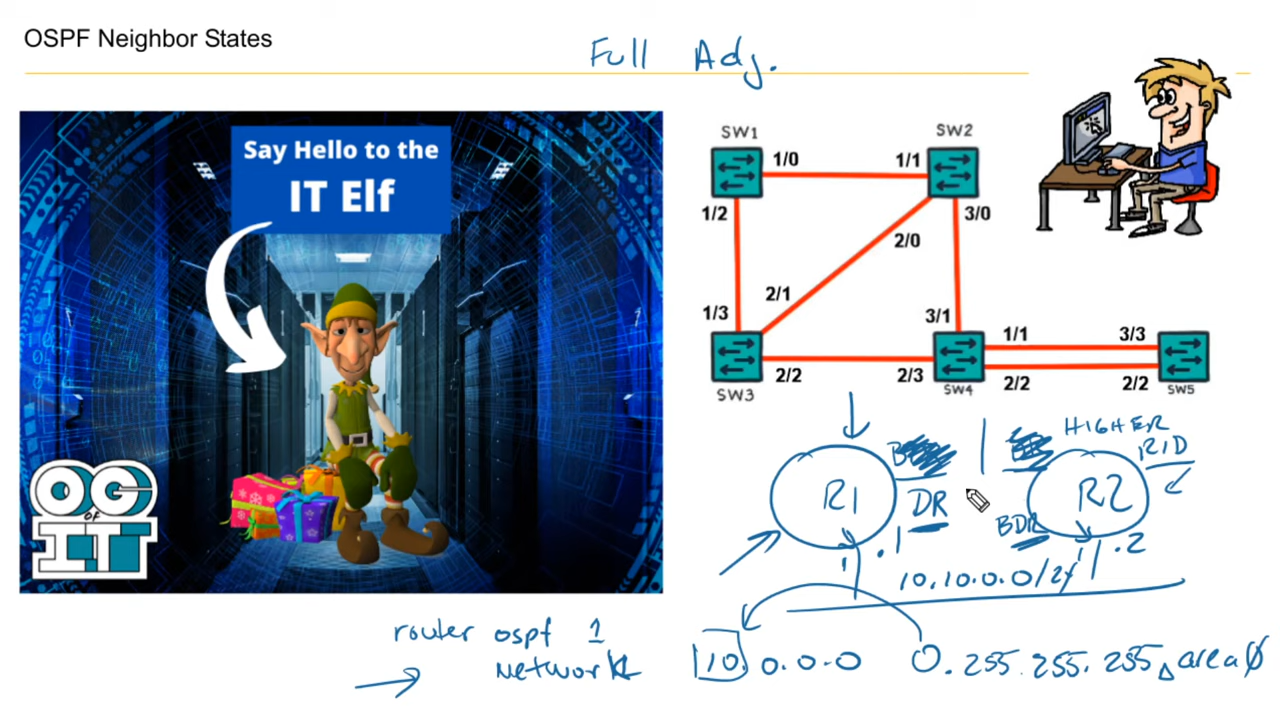 OSPF Neighbor States
Full Adj.
Say Hello to the
IT Elf
OG
OF
IT
SW1
SW2
1/0
1/1
1/2
3/0
2/0
2/1
1/3
3/1
1/1
3/3
2/2
2/3
2/2
2/2
SW3
SW4
SW5
HIGHER
RID
R1
DR
R2
BDR
.1
.2
10.10.0.0/24
router ospf 1
network 10.0.0.0 0.255.255.255 area 0